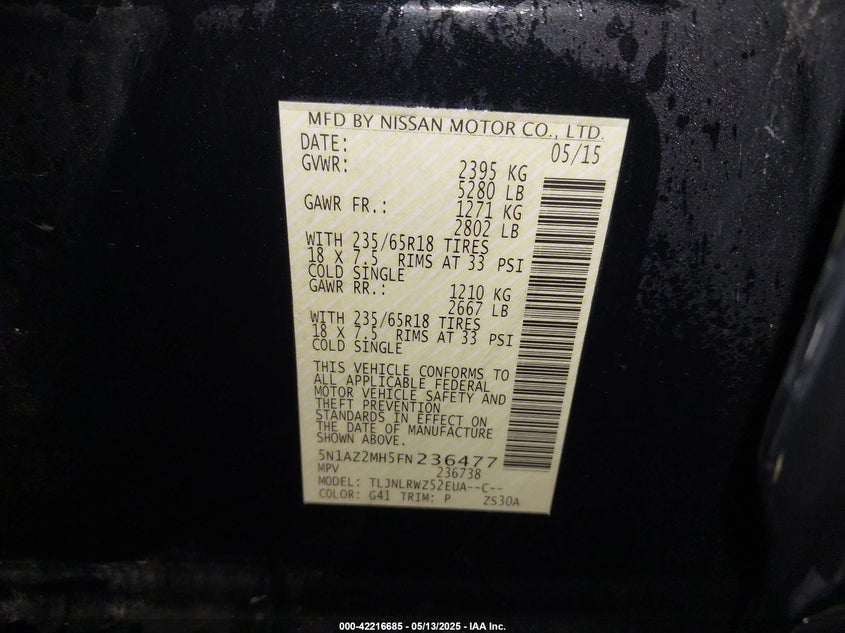 MFD BY NISSAN MOTOR CO., LTD.
DATE: 05/15
GVWR: 2395 KG
5280 LB
GAWR FR.: 1271 KG
2802 LB
WITH 235/65R18 TIRES
18 X 7.5 RIMS AT 33 PSI
COLD SINGLE
GAWR RR.: 1210 KG
2667 LB
WITH 235/65R18 TIRES
18 X 7.5 RIMS AT 33 PSI
COLD SINGLE
THIS VEHICLE CONFORMS TO
ALL APPLICABLE FEDERAL
MOTOR VEHICLE SAFETY AND
THEFT PREVENTION
STANDARDS IN EFFECT ON
THE DATE OF MANUFACTURE
SHOWN ABOVE.
5N1AZ2MH5FN236477
MPV 236738
MODEL: TLJNLRWZ52EUA--C--
COLOR: G41 TRIM: P ZS30A
000-42216685 - 05/13/2025 - IAA Inc.